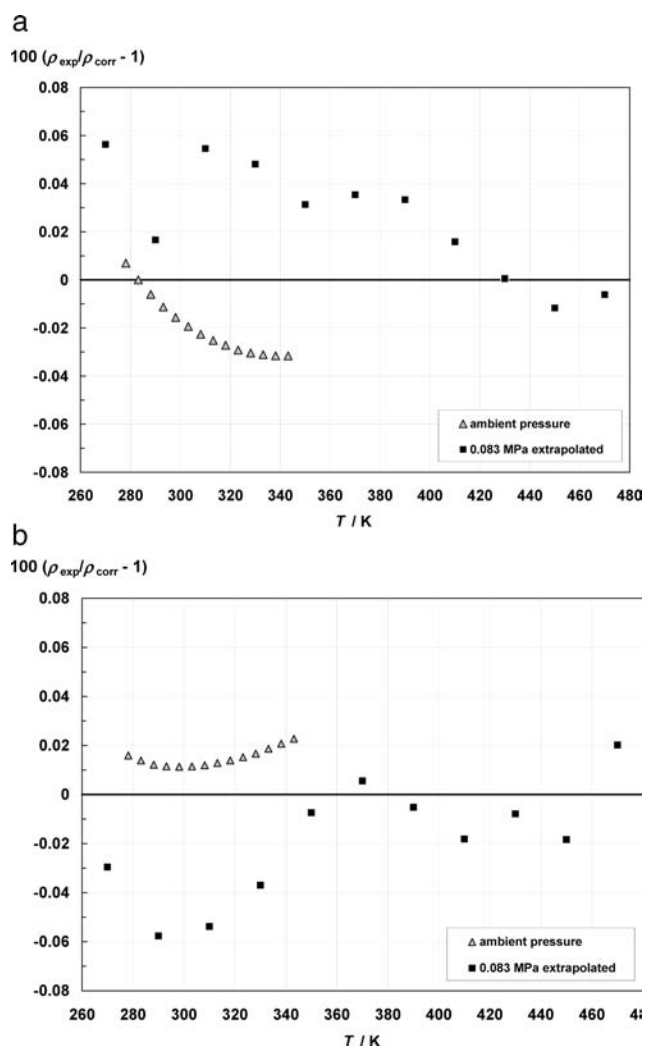 a
100 (ρexp/ρcorr - 1)
0.08
0.06
0.04
0.02
0
-0.02
-0.04
-0.06
-0.08
ambient pressure
0.083 MPa extrapolated
260 280 300 320 340 360 380 400 420 440 460 480
T / K
b
100 (ρexp/ρcorr - 1)
0.08
0.06
0.04
0.02
0
-0.02
-0.04
-0.06
-0.08
ambient pressure
0.083 MPa extrapolated
260 280 300 320 340 360 380 400 420 440 460 48
T / K